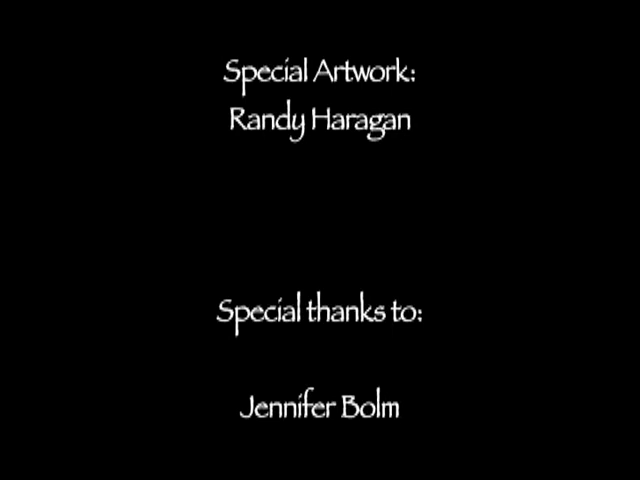 Special Artwork:
Randy Haragan
Special thanks to:
Jennifer Bolm